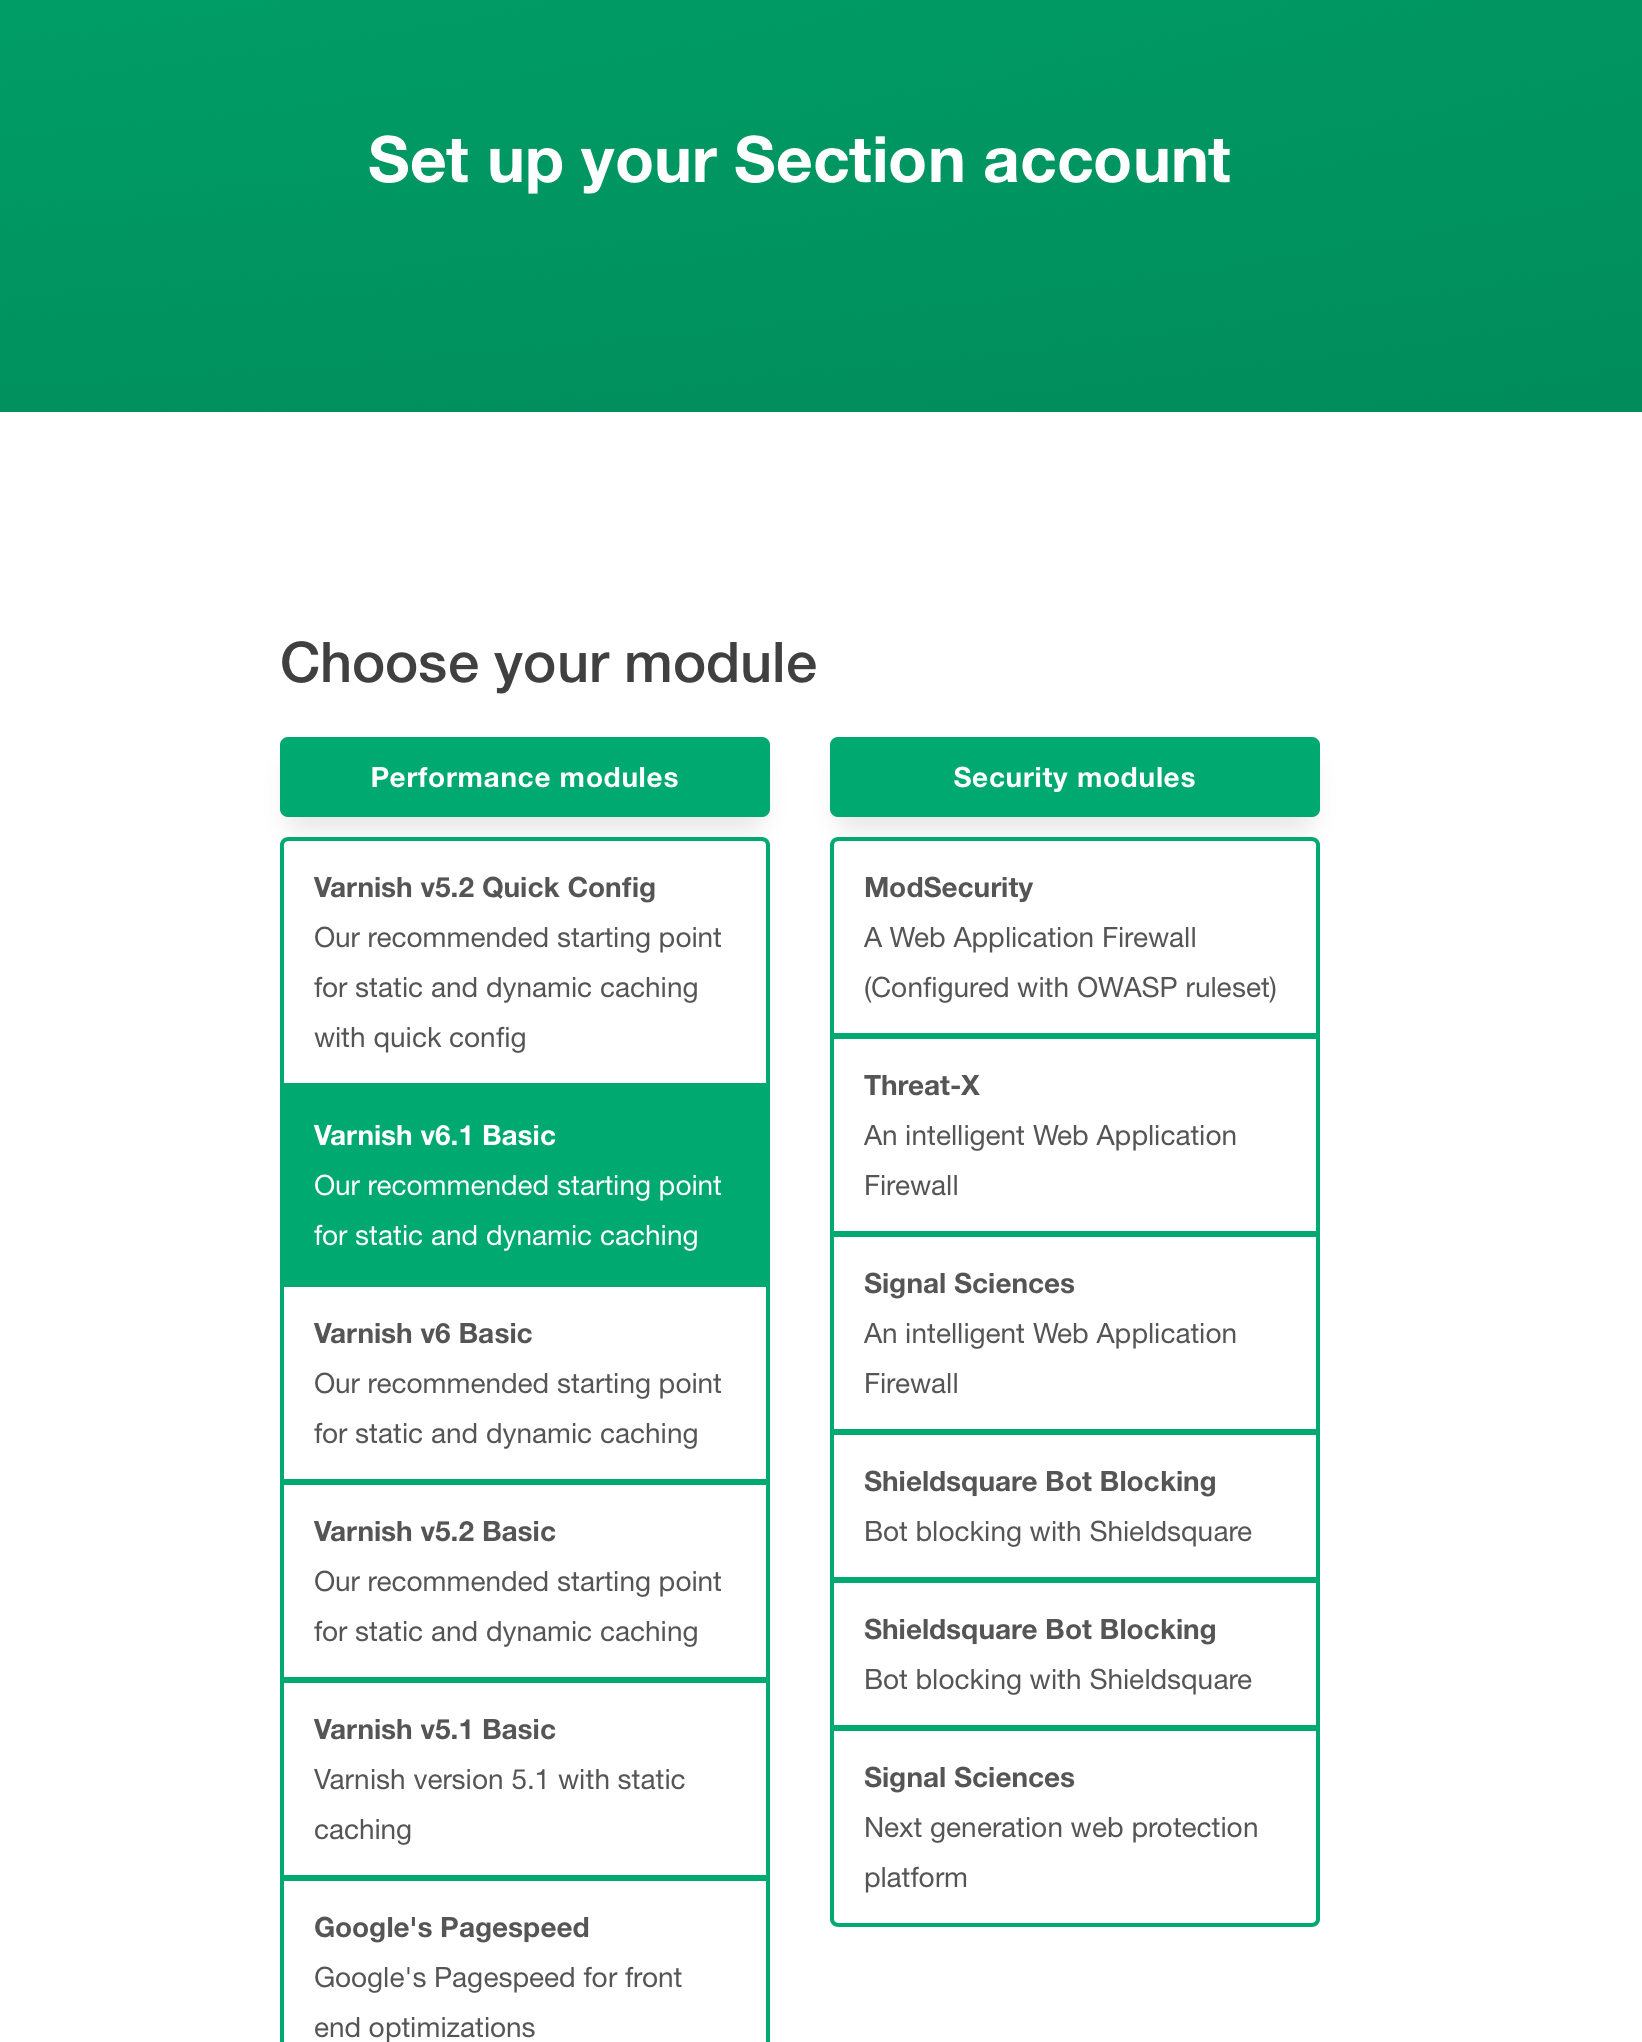 Set up your Section account
Choose your module
Performance modules
Varnish v5.2 Quick Config
Our recommended starting point
for static and dynamic caching
with quick config
Varnish v6.1 Basic
Our recommended starting point
for static and dynamic caching
Varnish v6 Basic
Our recommended starting point
for static and dynamic caching
Varnish v5.2 Basic
Our recommended starting point
for static and dynamic caching
Varnish v5.1 Basic
Varnish version 5.1 with static
caching
Google's Pagespeed
Google's Pagespeed for front
end optimizations
Security modules
ModSecurity
A Web Application Firewall
(Configured with OWASP ruleset)
Threat-X
An intelligent Web Application
Firewall
Signal Sciences
An intelligent Web Application
Firewall
Shieldsquare Bot Blocking
Bot blocking with Shieldsquare
Shieldsquare Bot Blocking
Bot blocking with Shieldsquare
Signal Sciences
Next generation web protection
platform